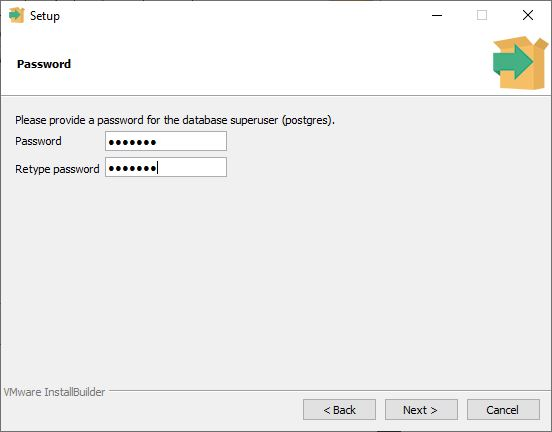 Setup
Password
Please provide a password for the database superuser (postgres).
Password •••••••
Retype password •••••••
VMware InstallBuilder
< Back Next > Cancel